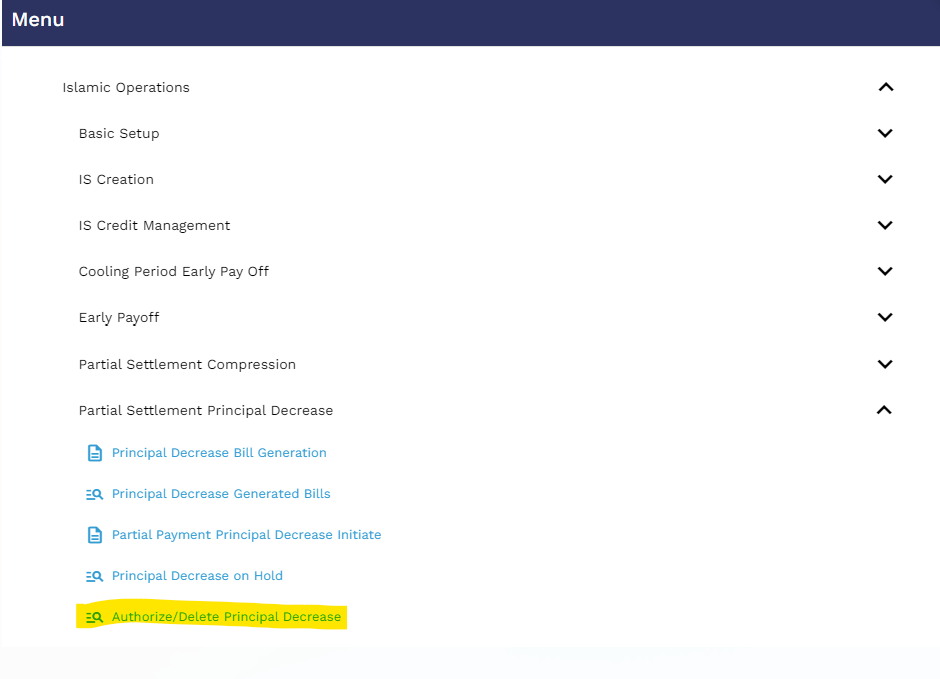 Menu
Islamic Operations
Basic Setup
IS Creation
IS Credit Management
Cooling Period Early Pay Off
Early Payoff
Partial Settlement Compression
Partial Settlement Principal Decrease
Principal Decrease Bill Generation
Principal Decrease Generated Bills
Partial Payment Principal Decrease Initiate
Principal Decrease on Hold
Authorize/Delete Principal Decrease